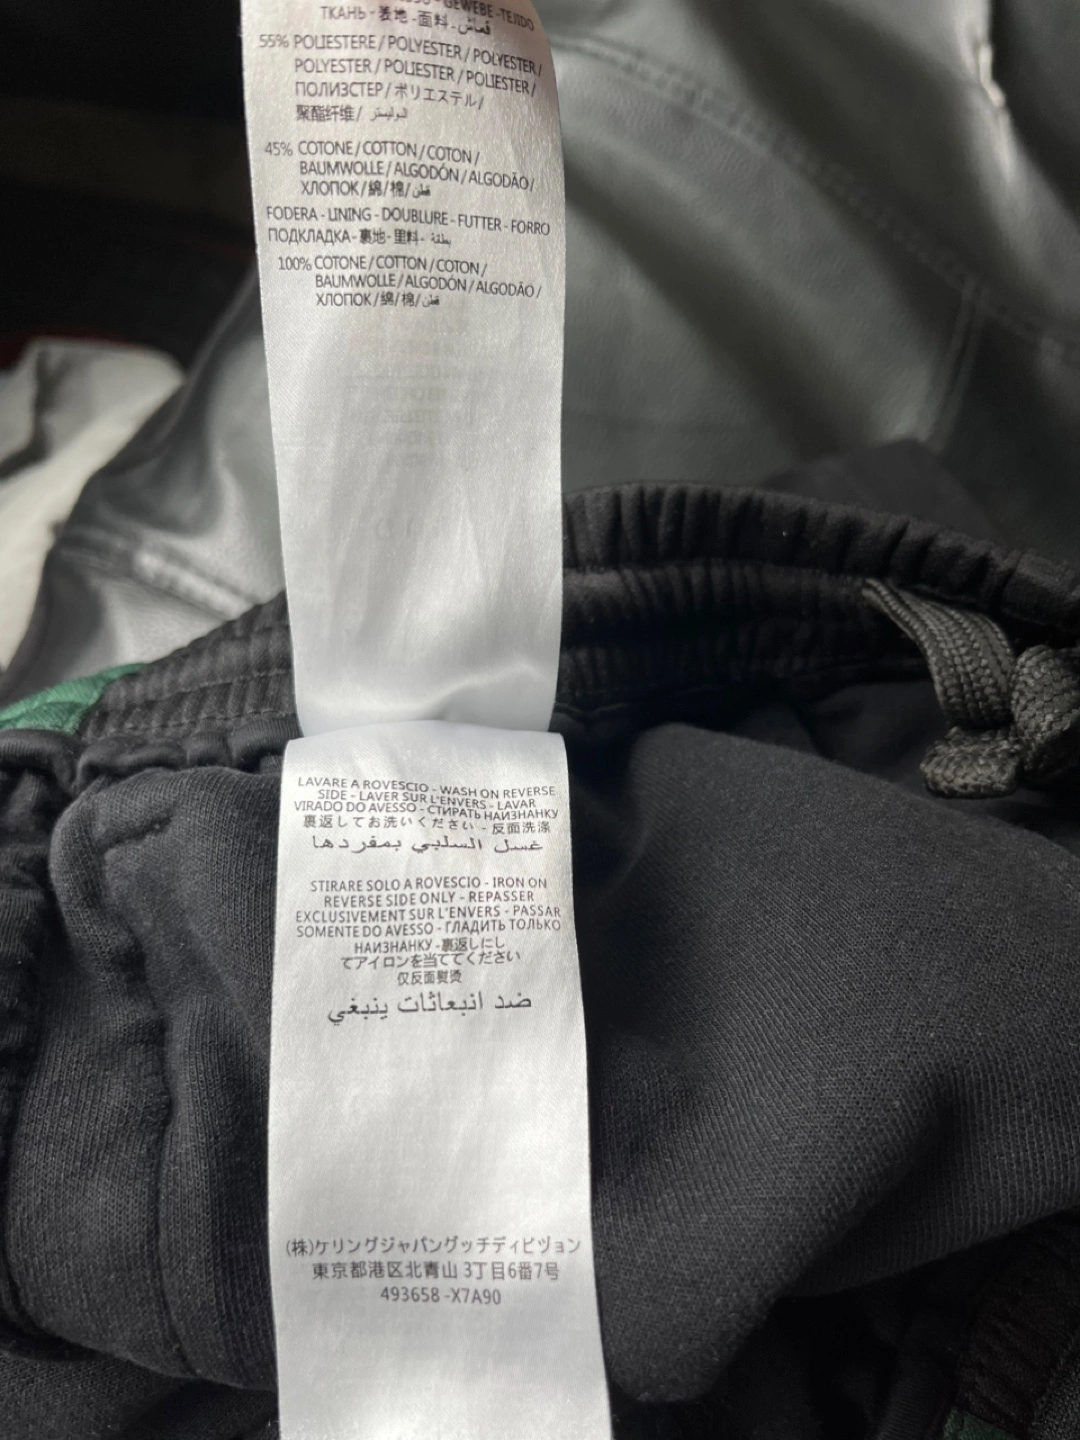 GEWEBE - TEJIDO
ТКАНЬ - 表地 - 面料 - قماش
55% POLIESTERE / POLYESTER / POLYESTER /
POLYESTER / POLIESTER / POLIESTER /
ПОЛИЭСТЕР / ポリエステル /
聚酯纤维 /
45% COTONE / COTTON / COTON /
BAUMWOLLE / ALGODÓN / ALGODÃO /
ХЛОПОК / 綿 / 棉 / قطن
FODERA - LINING - DOUBLURE - FUTTER - FORRO
ПОДКЛАДКА - 裏地 - 里料 - بطانة
100% COTONE / COTTON / COTON /
BAUMWOLLE / ALGODÓN / ALGODÃO /
ХЛОПОК / 綿 / 棉 / قطن
LAVARE A ROVESCIO - WASH ON REVERSE
SIDE - LAVER SUR L'ENVERS - LAVAR
VIRADO DO AVESSO - СТИРАТЬ НАИЗНАНКУ
裏返してお洗いください - 反面洗涤
غسل السلبي بمفردها
STIRARE SOLO A ROVESCIO - IRON ON
REVERSE SIDE ONLY - REPASSER
EXCLUSIVEMENT SUR L'ENVERS - PASSAR
SOMENTE DO AVESSO - ГЛАДИТЬ ТОЛЬКО
НАИЗНАНКУ - 裏返しにし
てアイロンを当ててください
仅反面熨烫
ضد انبعاثات ينبغي
(株)ケリングジャパングッチディビジョン
東京都港区北青山 3丁目6番7号
493658 -X7A90